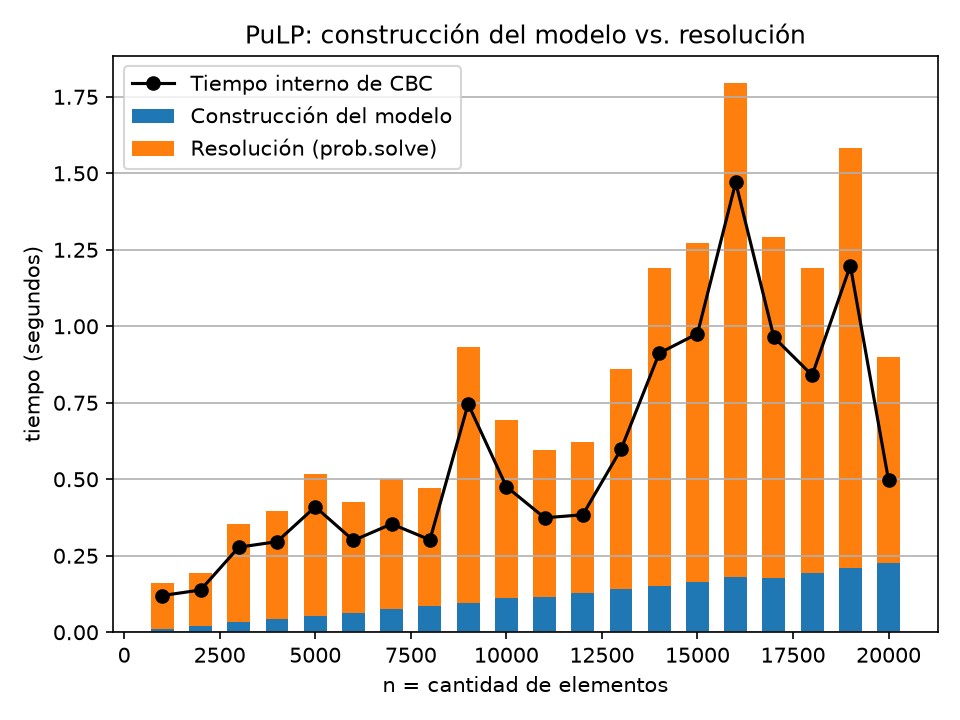 PuLP: construcción del modelo vs. resolución
Tiempo interno de CBC
Construcción del modelo
Resolución (prob.solve)
tiempo (segundos)
1.75
1.50
1.25
1.00
0.75
0.50
0.25
0.00
0 2500 5000 7500 10000 12500 15000 17500 20000
n = cantidad de elementos